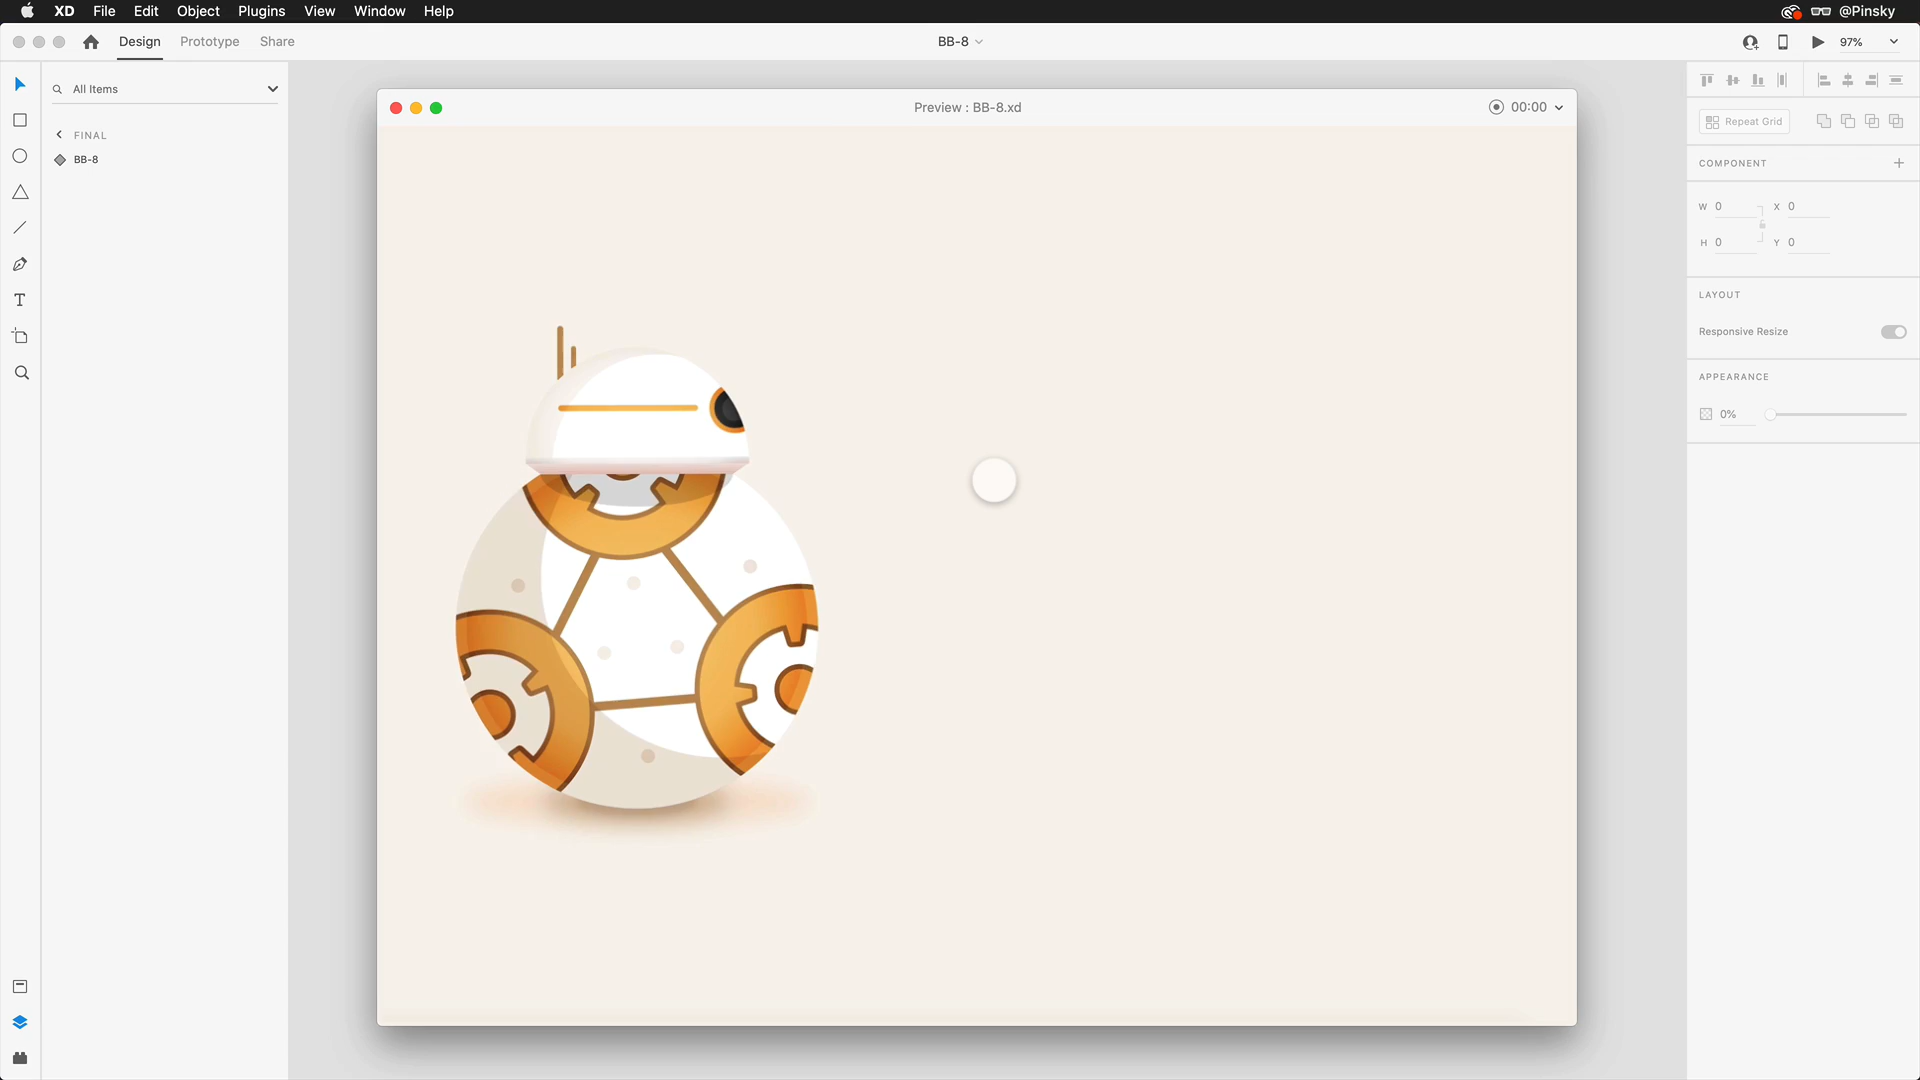 XD File Edit Object Plugins View Window Help @Pinsky
Design Prototype Share BB-8 97%
All Items
FINAL
BB-8
Preview : BB-8.xd 00:00
Repeat Grid
COMPONENT
W 0 X 0
H 0 Y 0
LAYOUT
Responsive Resize
APPEARANCE
0%
T